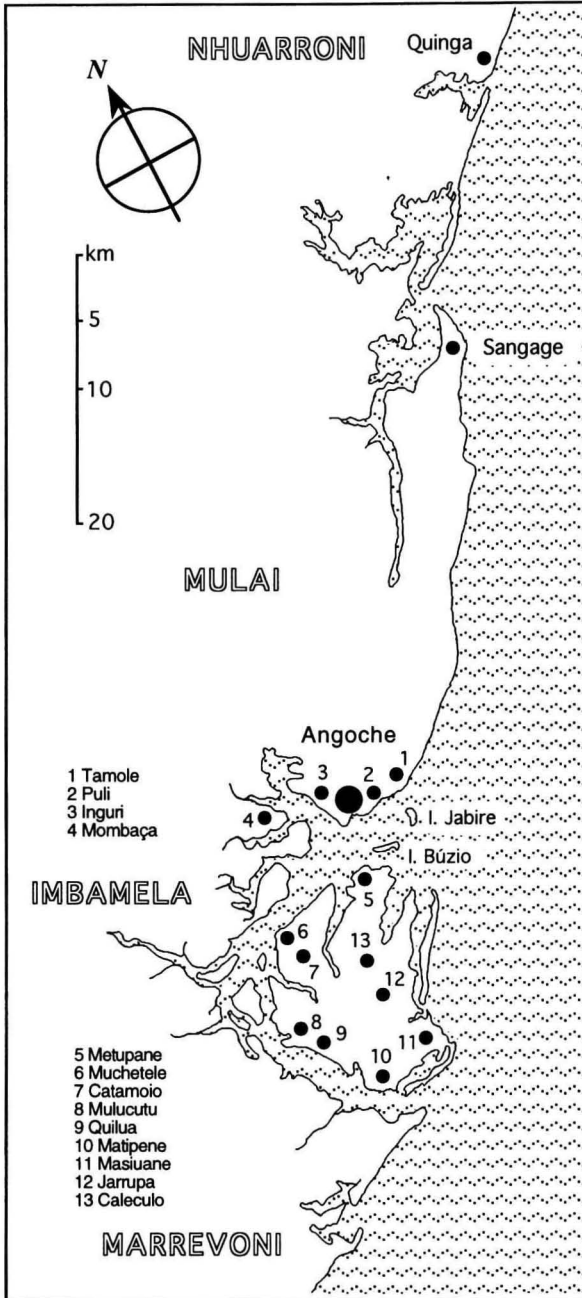 NHUARRONI
Quinga
N
km
5
10
20
Sangage
MULAI
Angoche
1
2
3
4
1 Tamole
2 Puli
3 Inguri
4 Mombaça
I. Jabire
I. Búzio
IMBAMELA
5
6
7
13
12
8
9
11
10
5 Metupane
6 Muchetele
7 Catamoio
8 Mulucutu
9 Quilua
10 Matipene
11 Masiuane
12 Jarrupa
13 Caleculo
MARREVONI